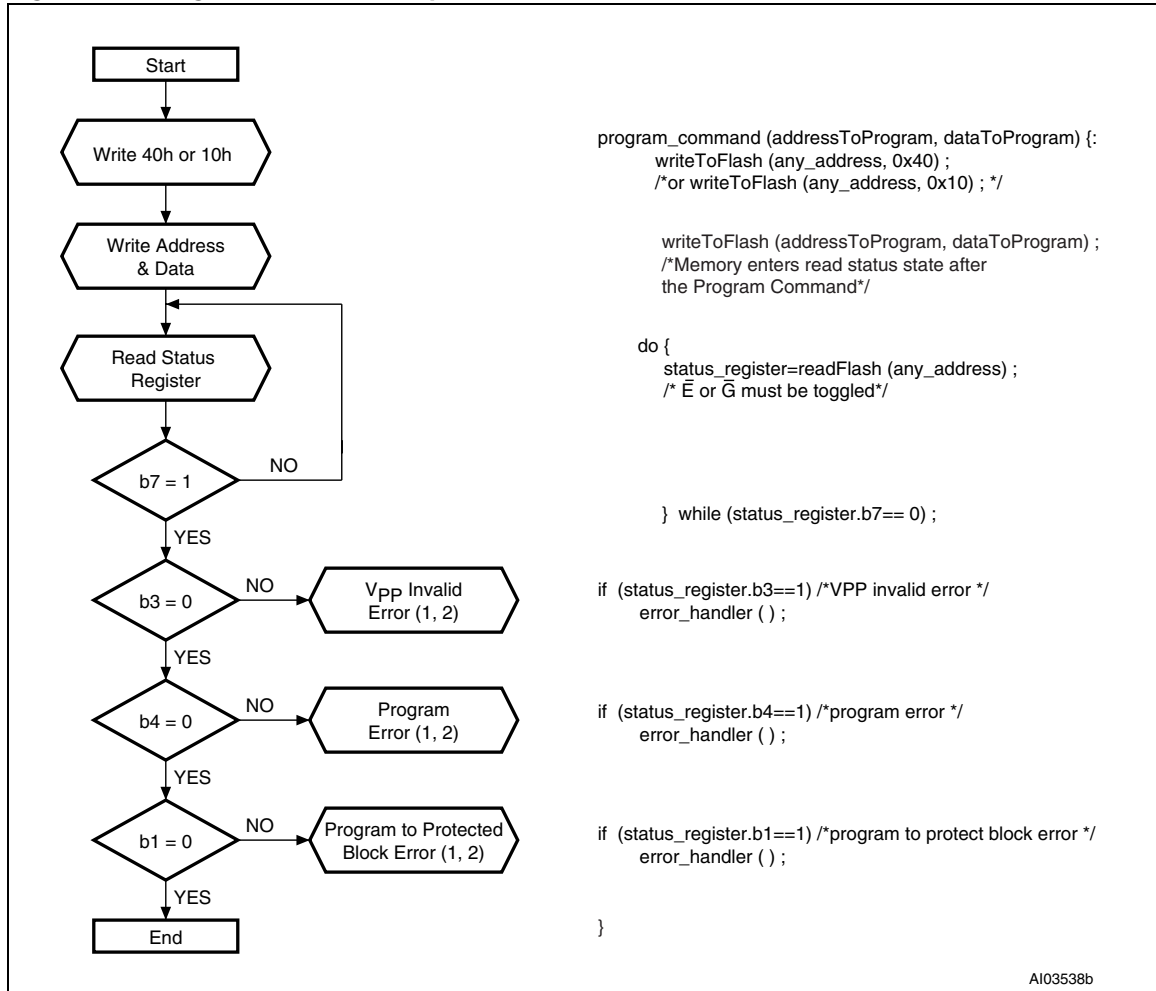 Start
Write 40h or 10h
Write Address
& Data
Read Status
Register
b7 = 1
NO
YES
b3 = 0
NO
VPP Invalid
Error (1, 2)
YES
b4 = 0
NO
Program
Error (1, 2)
YES
b1 = 0
NO
Program to Protected
Block Error (1, 2)
YES
End
program_command (addressToProgram, dataToProgram) {:
writeToFlash (any_address, 0x40) ;
/*or writeToFlash (any_address, 0x10) ; */
writeToFlash (addressToProgram, dataToProgram) ;
/*Memory enters read status state after
the Program Command*/
do {
status_register=readFlash (any_address) ;
/* E̅ or G̅ must be toggled*/
} while (status_register.b7== 0) ;
if (status_register.b3==1) /*VPP invalid error */
error_handler ( ) ;
if (status_register.b4==1) /*program error */
error_handler ( ) ;
if (status_register.b1==1) /*program to protect block error */
error_handler ( ) ;
}
AI03538b